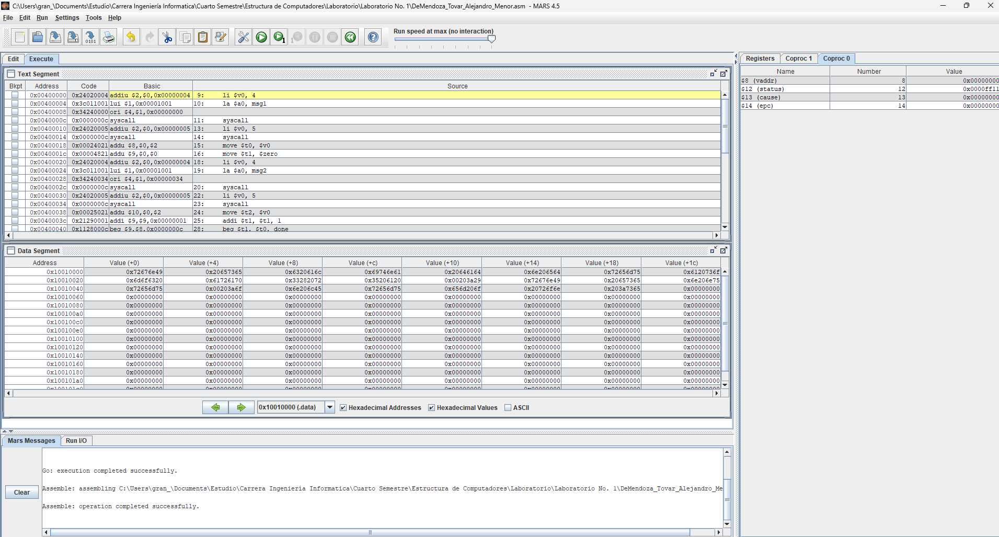 C:\Users\gran_\Documents\Estudio\Carrera Ingeniería Informatica\Cuarto Semestre\Estructura de Computadores\Laboratorio\Laboratorio No. 1\DeMendoza_Tovar_Alejandro_Menor.asm - MARS 4.5
File Edit Run Settings Tools Help
Run speed at max (no interaction)
Edit Execute
Registers Coproc 1 Coproc 0
Name Number Value
$8 (vaddr) 8 0x00000000
$12 (status) 12 0x0000ff11
$13 (cause) 13 0x00000000
$14 (epc) 14 0x00000000
Text Segment
Bkpt Address Code Basic Source
0x00400000 0x24020004 addiu $2,$0,0x00000004 9: li $v0, 4
0x00400004 0x3c011001 lui $1,0x00001001 10: la $a0, msg1
0x00400008 0x34240000 ori $4,$1,0x00000000
0x0040000c 0x0000000c syscall 11: syscall
0x00400010 0x24020005 addiu $2,$0,0x00000005 13: li $v0, 5
0x00400014 0x0000000c syscall 14: syscall
0x00400018 0x00024021 addu $8,$0,$2 15: move $t0, $v0
0x0040001c 0x00004821 addu $9,$0,$0 16: move $t1, $zero
0x00400020 0x24020004 addiu $2,$0,0x00000004 18: li $v0, 4
0x00400024 0x3c011001 lui $1,0x00001001 19: la $a0, msg2
0x00400028 0x34240034 ori $4,$1,0x00000034
0x0040002c 0x0000000c syscall 20: syscall
0x00400030 0x24020005 addiu $2,$0,0x00000005 22: li $v0, 5
0x00400034 0x0000000c syscall 23: syscall
0x00400038 0x00025021 addu $10,$0,$2 24: move $t2, $v0
0x0040003c 0x21290001 addi $9,$9,0x00000001 25: addi $t1, $t1, 1
0x00400040 0x1128000c beq $9,$8,0x0000000c 28: beq $t1, $t0, done
Data Segment
Address Value (+0) Value (+4) Value (+8) Value (+c) Value (+10) Value (+14) Value (+18) Value (+1c)
0x10010000 0x72676e49 0x20657365 0x6320616c 0x69746e61 0x20646164 0x6e206564 0x72656d75 0x6120736f
0x10010020 0x6d6f6320 0x61726170 0x33282072 0x35206120 0x00203a29 0x72676e49 0x20657365 0x6e206e75
0x10010040 0x72656d75 0x00203a6f 0x6e206c45 0x72656d75 0x656d206f 0x20726f6e 0x203a7365 0x00000000
0x10010060 0x00000000 0x00000000 0x00000000 0x00000000 0x00000000 0x00000000 0x00000000 0x00000000
0x10010080 0x00000000 0x00000000 0x00000000 0x00000000 0x00000000 0x00000000 0x00000000 0x00000000
0x100100a0 0x00000000 0x00000000 0x00000000 0x00000000 0x00000000 0x00000000 0x00000000 0x00000000
0x100100c0 0x00000000 0x00000000 0x00000000 0x00000000 0x00000000 0x00000000 0x00000000 0x00000000
0x100100e0 0x00000000 0x00000000 0x00000000 0x00000000 0x00000000 0x00000000 0x00000000 0x00000000
0x10010100 0x00000000 0x00000000 0x00000000 0x00000000 0x00000000 0x00000000 0x00000000 0x00000000
0x10010120 0x00000000 0x00000000 0x00000000 0x00000000 0x00000000 0x00000000 0x00000000 0x00000000
0x10010140 0x00000000 0x00000000 0x00000000 0x00000000 0x00000000 0x00000000 0x00000000 0x00000000
0x10010160 0x00000000 0x00000000 0x00000000 0x00000000 0x00000000 0x00000000 0x00000000 0x00000000
0x10010180 0x00000000 0x00000000 0x00000000 0x00000000 0x00000000 0x00000000 0x00000000 0x00000000
0x100101a0 0x00000000 0x00000000 0x00000000 0x00000000 0x00000000 0x00000000 0x00000000 0x00000000
0x100101c0 0x00000000 0x00000000 0x00000000 0x00000000 0x00000000 0x00000000 0x00000000 0x00000000
0x10010000 (.data) Hexadecimal Addresses Hexadecimal Values ASCII
Mars Messages Run I/O
Go: execution completed successfully.
Assemble: assembling C:\Users\gran_\Documents\Estudio\Carrera Ingeniería Informatica\Cuarto Semestre\Estructura de Computadores\Laboratorio\Laboratorio No. 1\DeMendoza_Tovar_Alejandro_Me
Clear
Assemble: operation completed successfully.